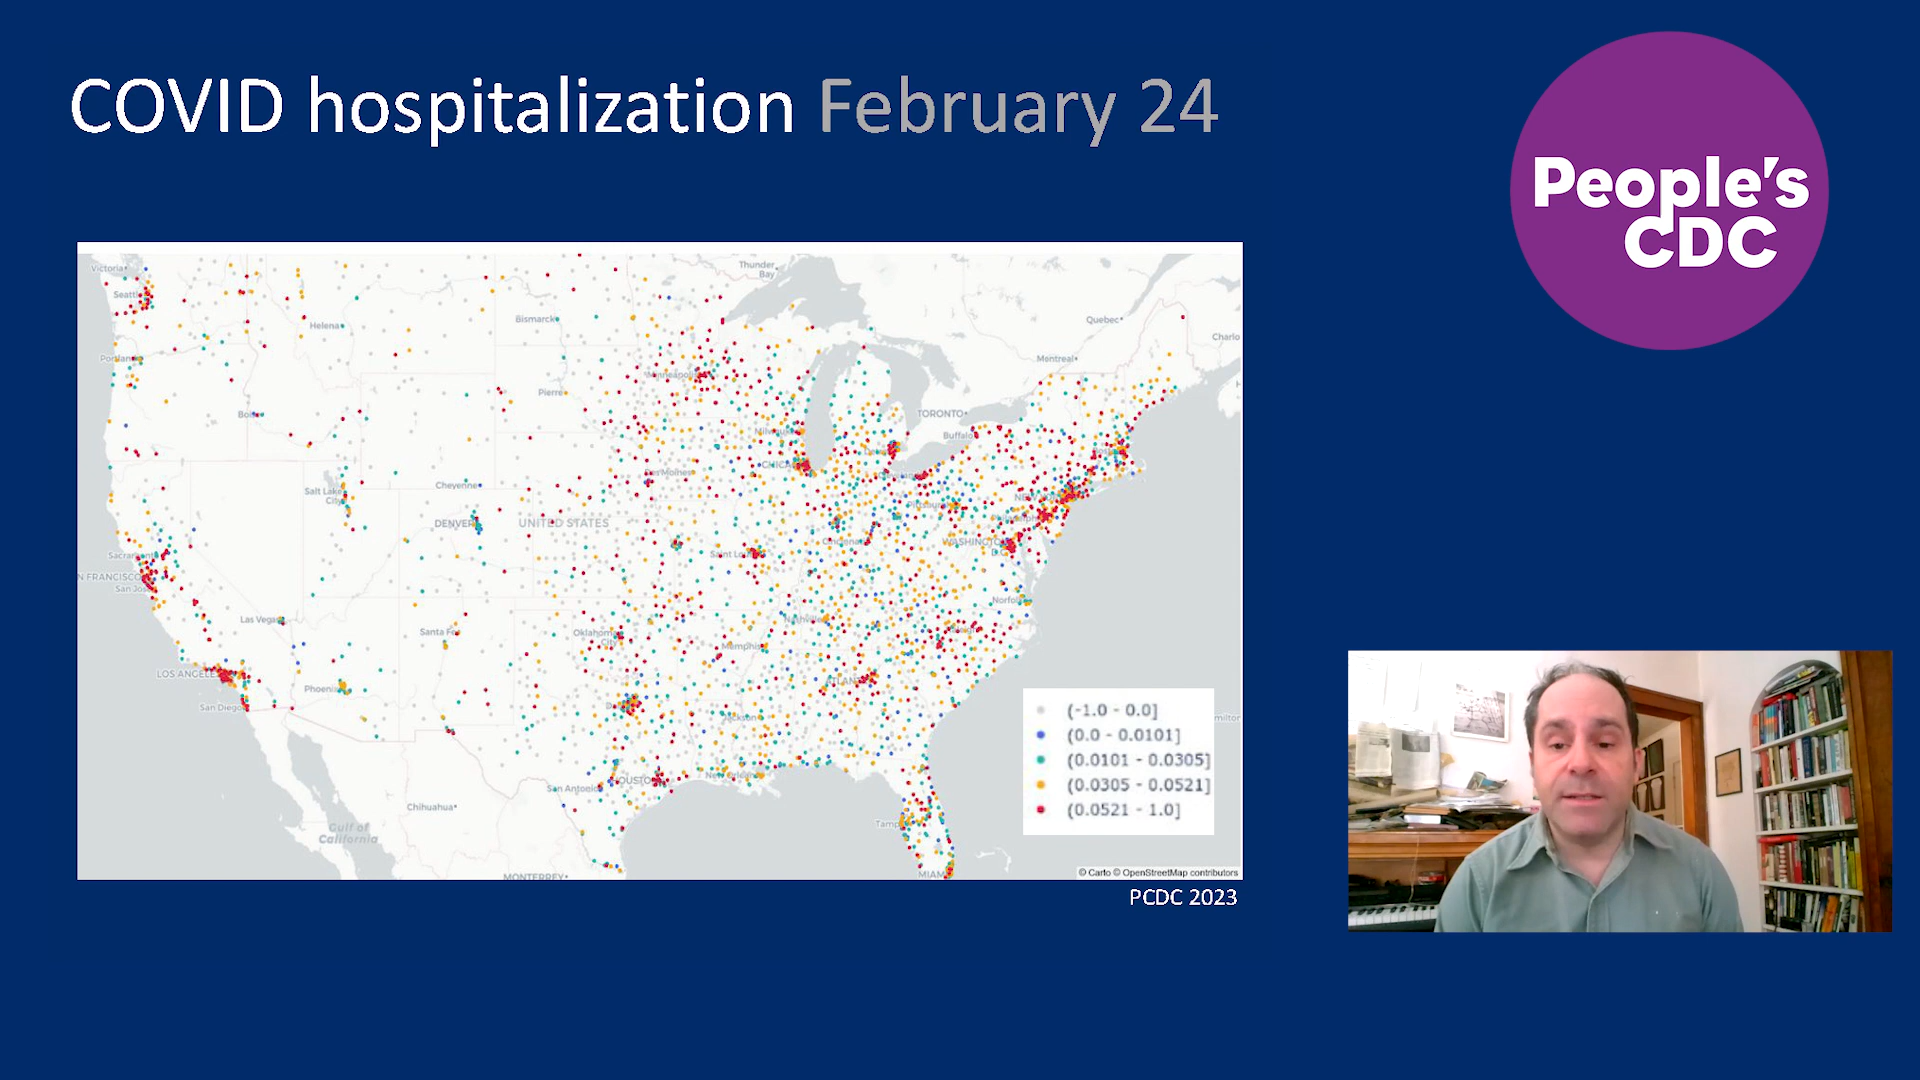 COVID hospitalization February 24
People's
CDC
Victoria
Seattle
Thunder
Bay
Helena
Bismarck
Quebec
Portland
Montreal
Minneapolis
Pierre
Boise
TORONTO
Buffalo
Milwaukee
CHICAGO
Des Moines
Salt Lake
City
Cheyenne
Pittsburgh
DENVER
UNITED STATES
Cincinnati
WASHINGTON
D.C.
Sacramento
Saint Louis
N FRANCISCO
San Jose
Norfolk
Las Vegas
Santa Fe
Oklahoma
City
Nashville
Memphis
LOS ANGELES
Phoenix
ATLANTA
San Diego
Jackson
HOUSTON
New Orleans
San Antonio
Chihuahua
Gulf of
California
Tampa
MONTERREY
MIAMI
(-1.0 - 0.0]
(0.0 - 0.0101]
(0.0101 - 0.0305]
(0.0305 - 0.0521]
(0.0521 - 1.0]
© Carto © OpenStreetMap contributors
PCDC 2023